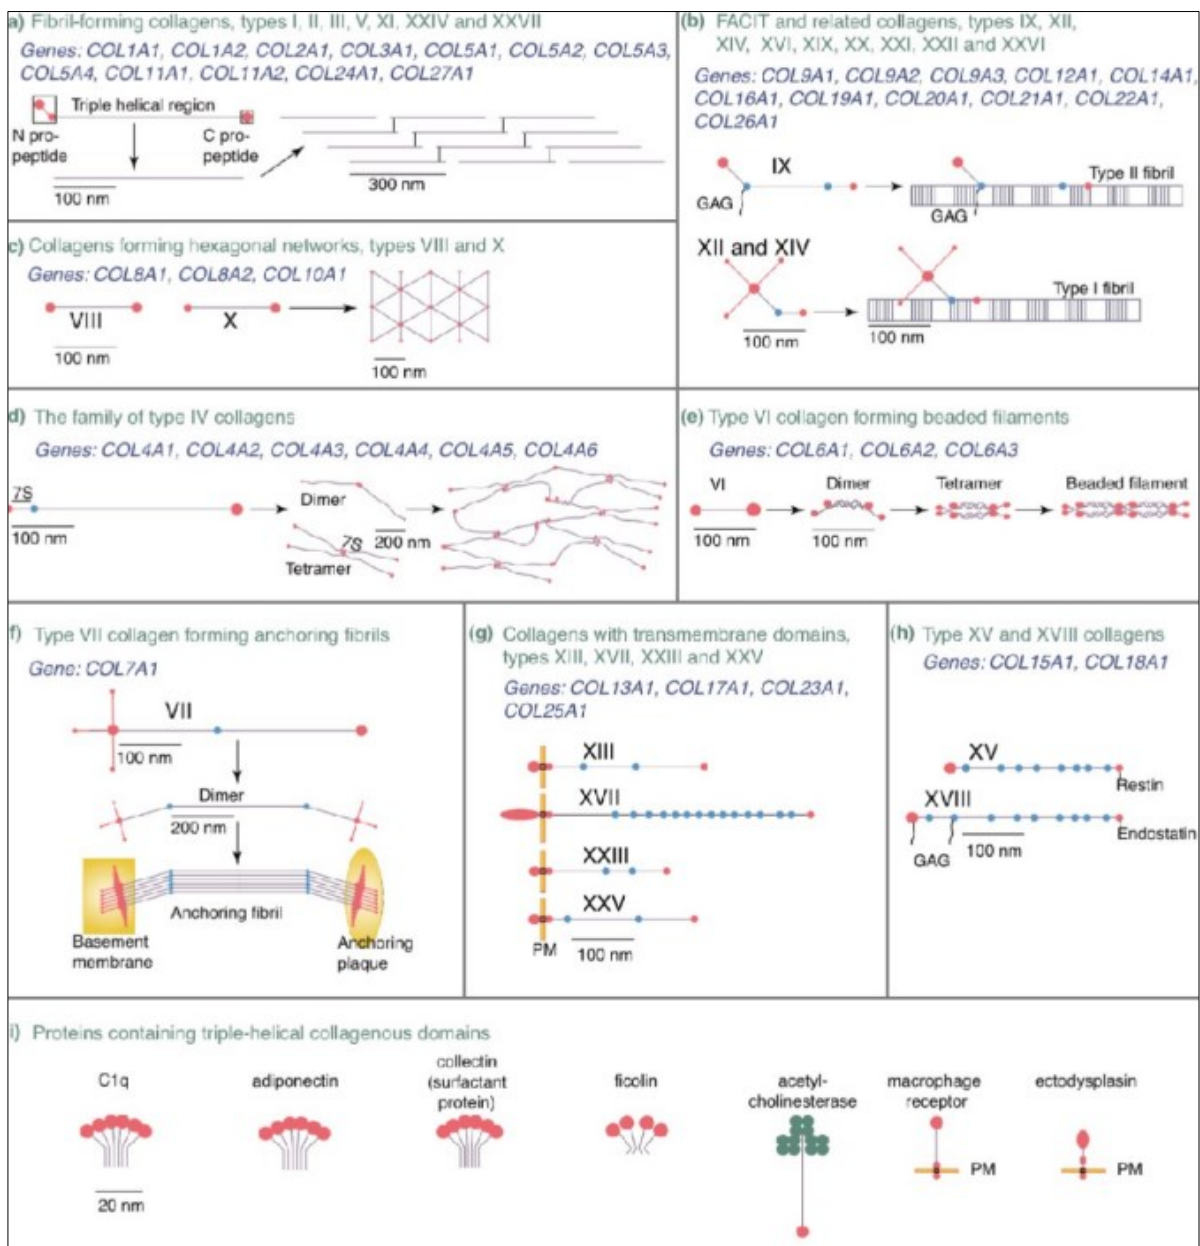 a) Fibril-forming collagens, types I, II, III, V, XI, XXIV and XXVII
Genes: COL1A1, COL1A2, COL2A1, COL3A1, COL5A1, COL5A2, COL5A3,
COL5A4, COL11A1, COL11A2, COL24A1, COL27A1
Triple helical region
N pro-
peptide
C pro-
peptide
100 nm
300 nm
(b) FACIT and related collagens, types IX, XII,
XIV, XVI, XIX, XX, XXI, XXII and XXVI
Genes: COL9A1, COL9A2, COL9A3, COL12A1, COL14A1,
COL16A1, COL19A1, COL20A1, COL21A1, COL22A1,
COL26A1
IX
GAG
Type II fibril
GAG
XII and XIV
Type I fibril
100 nm
100 nm
c) Collagens forming hexagonal networks, types VIII and X
Genes: COL8A1, COL8A2, COL10A1
VIII
X
100 nm
100 nm
d) The family of type IV collagens
Genes: COL4A1, COL4A2, COL4A3, COL4A4, COL4A5, COL4A6
7S
100 nm
Dimer
200 nm
7S
Tetramer
(e) Type VI collagen forming beaded filaments
Genes: COL6A1, COL6A2, COL6A3
VI
Dimer
Tetramer
Beaded filament
100 nm
100 nm
f) Type VII collagen forming anchoring fibrils
Gene: COL7A1
VII
100 nm
Dimer
200 nm
Anchoring fibril
Basement
membrane
Anchoring
plaque
(g) Collagens with transmembrane domains,
types XIII, XVII, XXIII and XXV
Genes: COL13A1, COL17A1, COL23A1,
COL25A1
XIII
XVII
XXIII
XXV
PM
100 nm
(h) Type XV and XVIII collagens
Genes: COL15A1, COL18A1
XV
Restin
XVIII
Endostatin
GAG
100 nm
i) Proteins containing triple-helical collagenous domains
C1q
adiponectin
collectin
(surfactant
protein)
ficolin
acetyl-
cholinesterase
macrophage
receptor
ectodysplasin
PM
PM
20 nm